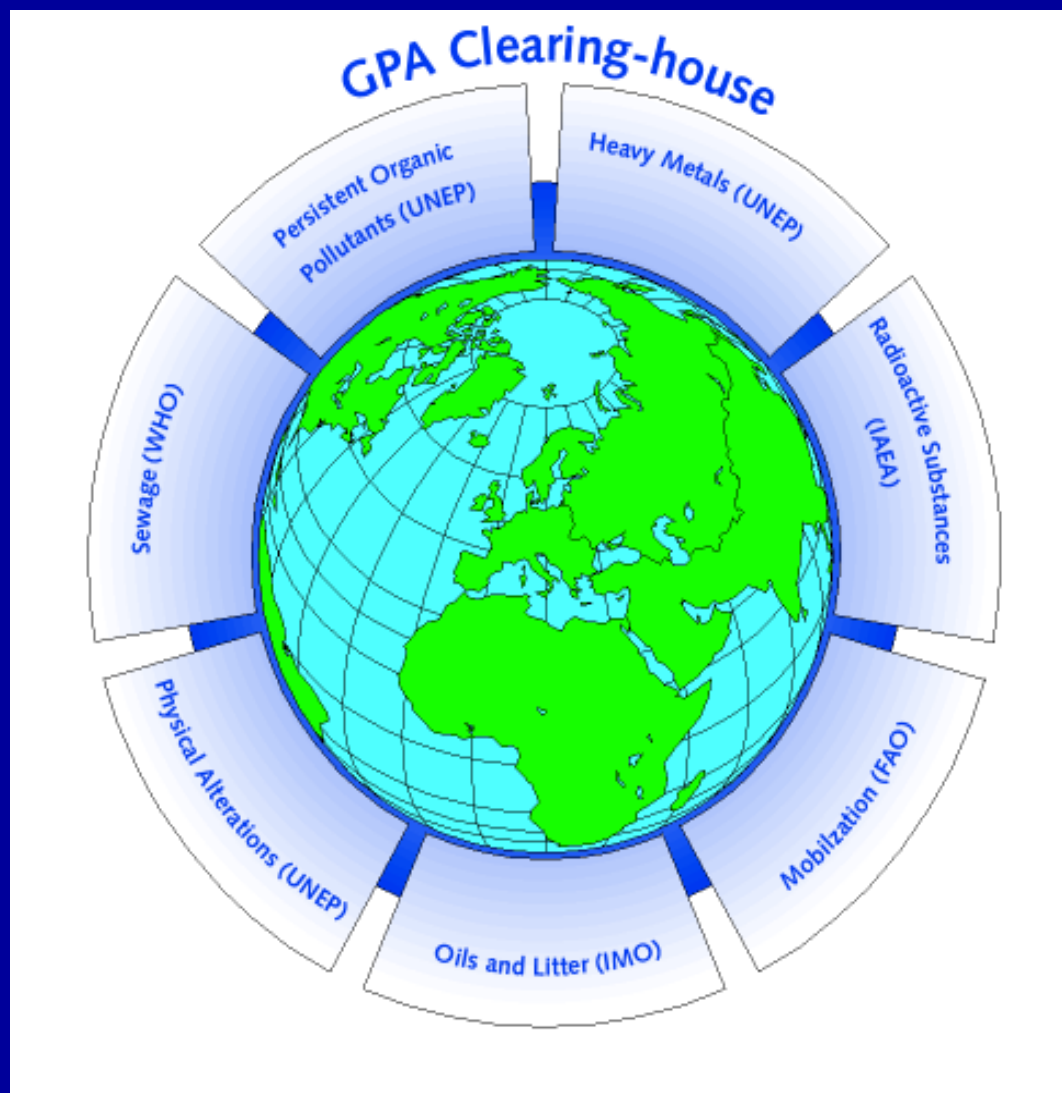 GPA Clearing-house
Persistent Organic
Pollutants (UNEP)
Heavy Metals (UNEP)
Radioactive Substances
(IAEA)
Mobilzation (FAO)
Oils and Litter (IMO)
Physical Alterations (UNEP)
Sewage (WHO)